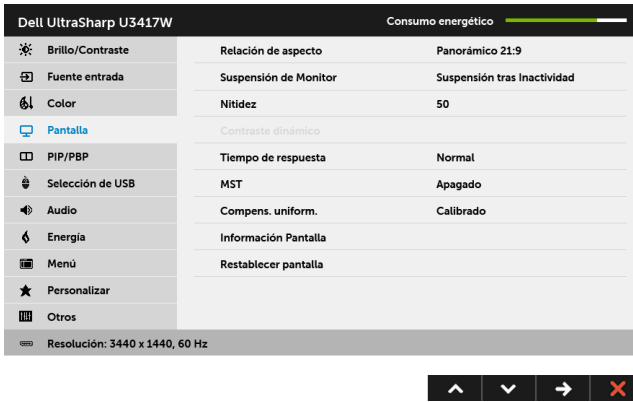 Dell UltraSharp U3417W Consumo energético
Brillo/Contraste Relación de aspecto Panorámico 21:9
Fuente entrada Suspensión de Monitor Suspensión tras Inactividad
Color Nitidez 50
Pantalla Contraste dinámico
PIP/PBP Tiempo de respuesta Normal
Selección de USB MST Apagado
Audio Compens. uniform. Calibrado
Energía Información Pantalla
Menú Restablecer pantalla
Personalizar
Otros
Resolución: 3440 x 1440, 60 Hz